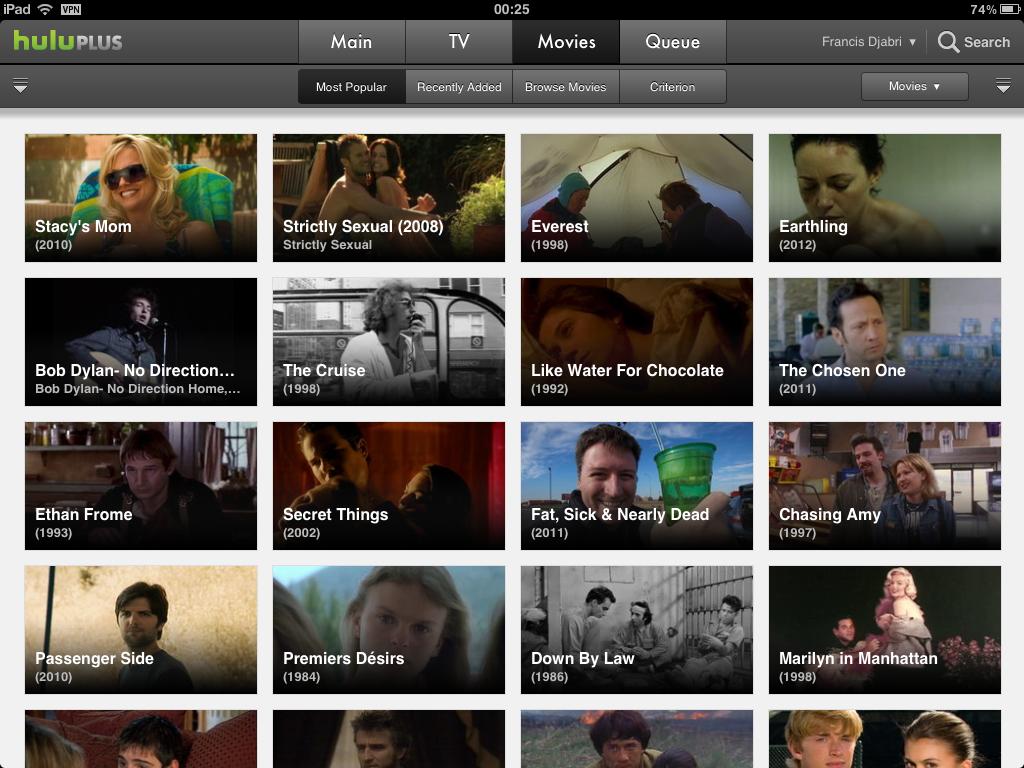 iPad VPN 00:25 74%
huluPLUS Main TV Movies Queue Francis Djabri ▾ Search
Most Popular Recently Added Browse Movies Criterion Movies ▾
Stacy's Mom
(2010)
Strictly Sexual (2008)
Strictly Sexual
Everest
(1998)
Earthling
(2012)
Bob Dylan- No Direction...
Bob Dylan- No Direction Home,...
The Cruise
(1998)
Like Water For Chocolate
(1992)
The Chosen One
(2011)
Ethan Frome
(1993)
Secret Things
(2002)
Fat, Sick & Nearly Dead
(2011)
Chasing Amy
(1997)
Passenger Side
(2010)
Premiers Désirs
(1984)
Down By Law
(1986)
Marilyn in Manhattan
(1998)